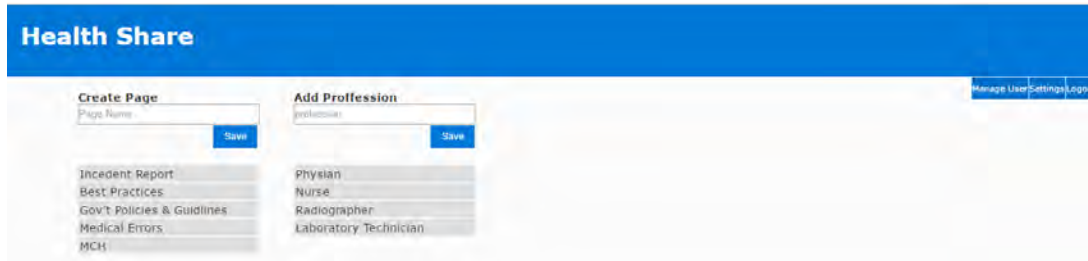 Health Share
Manage User Settings Logo
Create Page
Page Name
Save
Incedent Report
Best Practices
Gov't Policies & Guidlines
Medical Errors
MCH
Add Proffession
proffession
Save
Physian
Nurse
Radiographer
Laboratory Technician